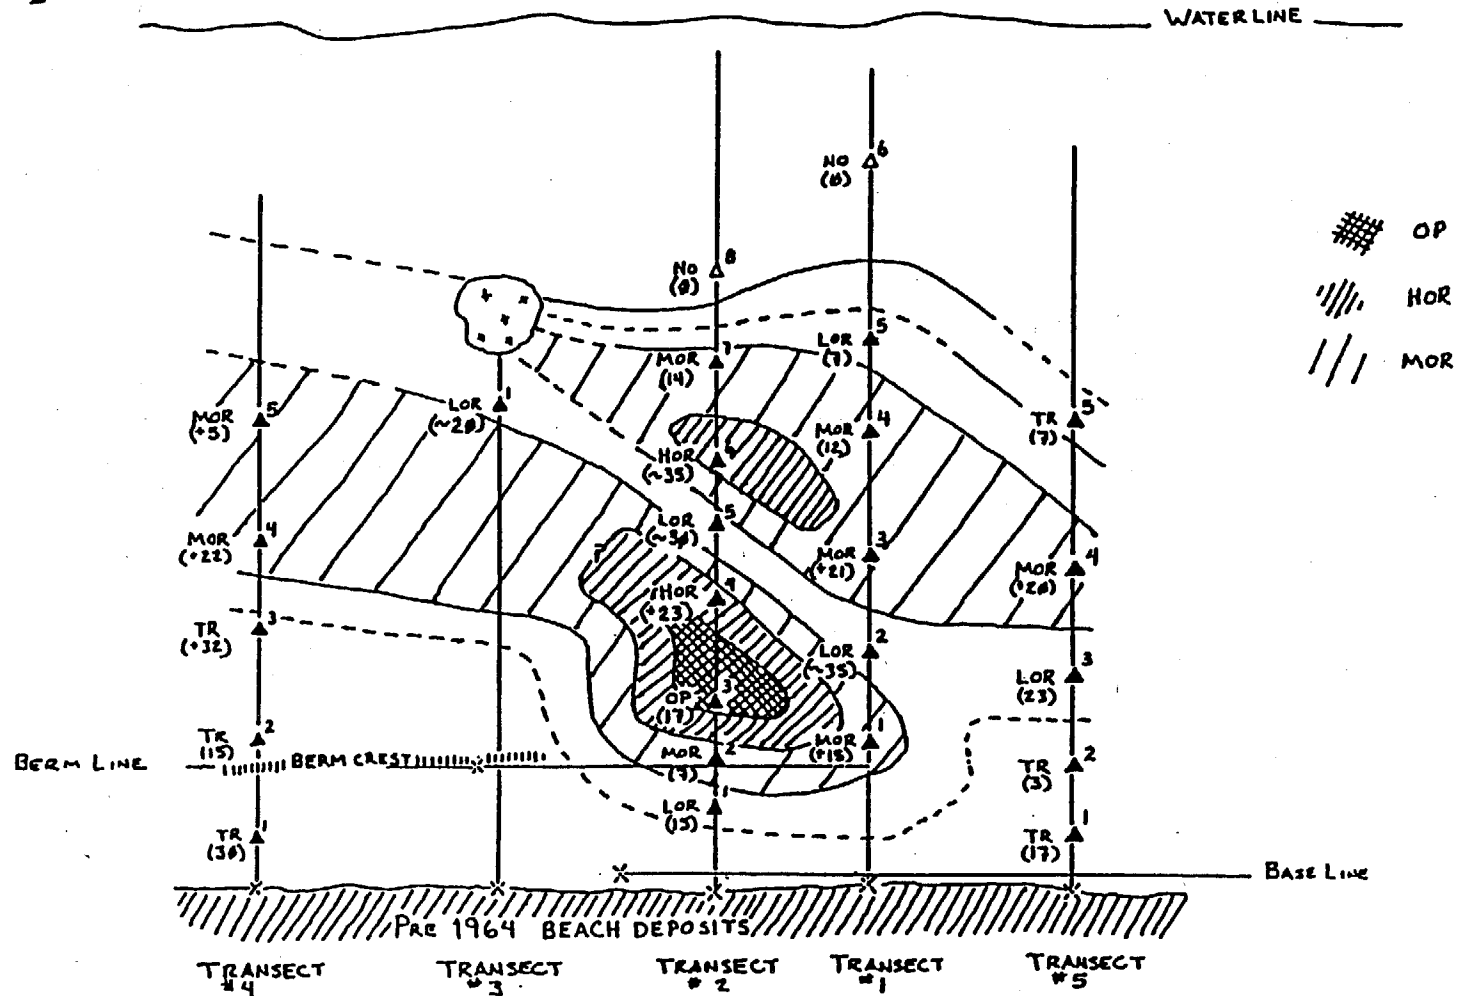 WATERLINE
NO 6
(0)
OP
NO 8
(0)
HOR
LOR 5
(7)
MOR 7
(14)
MOR
MOR 5
(+5)
LOR 1
(~20)
MOR 4
(12)
TR 5
(7)
HOR 6
(~35)
LOR 5
(~30)
MOR 4
(+22)
MOR 3
(+21)
MOR 4
(+20)
HOR 4
(+23)
TR 3
(+32)
LOR 2
(~35)
LOR 3
(23)
OP 3
(17)
TR 2
(15)
MOR 1
(+15)
MOR 2
(7)
TR 2
(3)
BERM LINE
BERM CREST
LOR 1
(15)
TR 1
(30)
TR 1
(17)
BASE LINE
PRE 1964 BEACH DEPOSITS
TRANSECT
#4
TRANSECT
#3
TRANSECT
#2
TRANSECT
#1
TRANSECT
#5